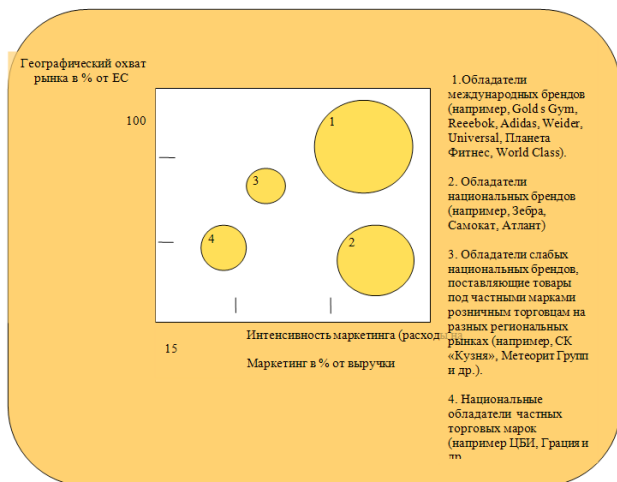 Географический охват
рынка в % от ЕС
100
1
3
4
2
15
Интенсивность маркетинга (расходы на
Маркетинг в % от выручки
1.Обладатели
международных брендов
(например, Gold s Gym,
Reeebok, Adidas, Weider,
Universal, Планета
Фитнес, World Class).
2. Обладатели
национальных брендов
(например, Зебра,
Самокат, Атлант)
3. Обладатели слабых
национальных брендов,
поставляющие товары
под частными марками
розничным торговцам на
разных региональных
рынках (например, СК
«Кузня», Метеорит Групп
и др.).
4. Национальные
обладатели частных
торговых марок
(например ЦБИ, Грация и
др